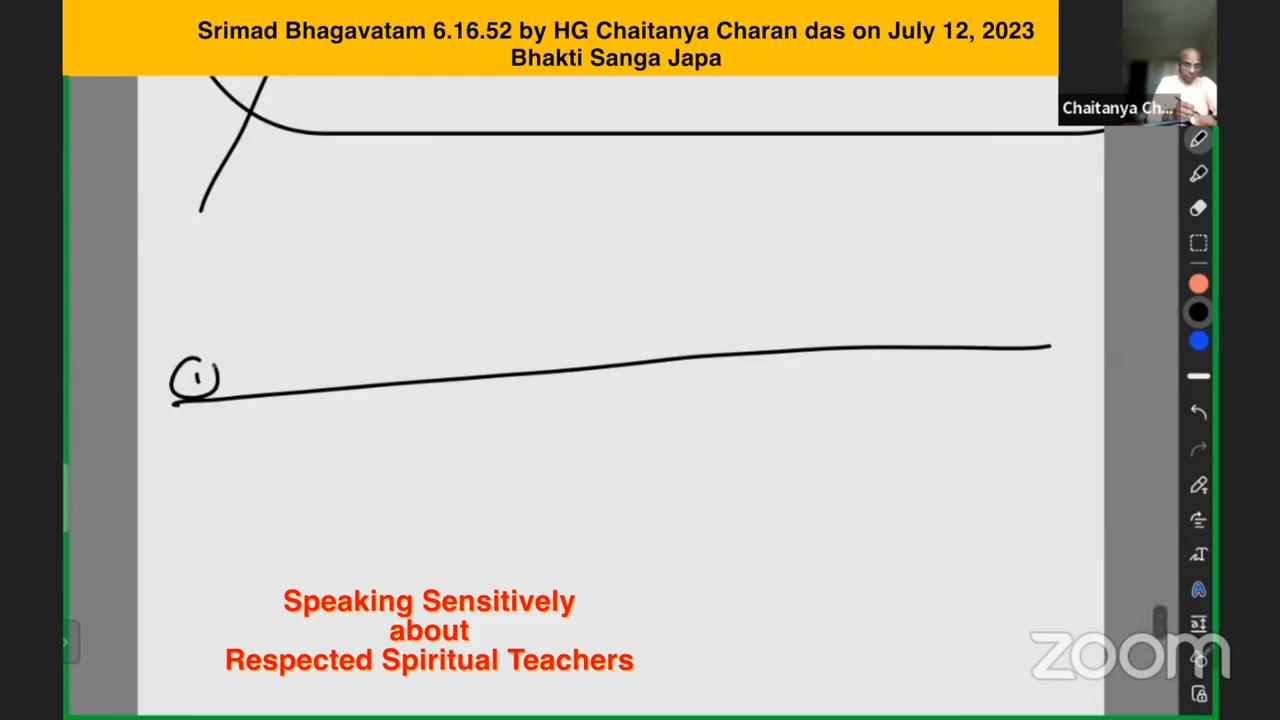 Srimad Bhagavatam 6.16.52 by HG Chaitanya Charan das on July 12, 2023
Bhakti Sanga Japa
Chaitanya Ch...
1
Speaking Sensitively
about
Respected Spiritual Teachers
zoom